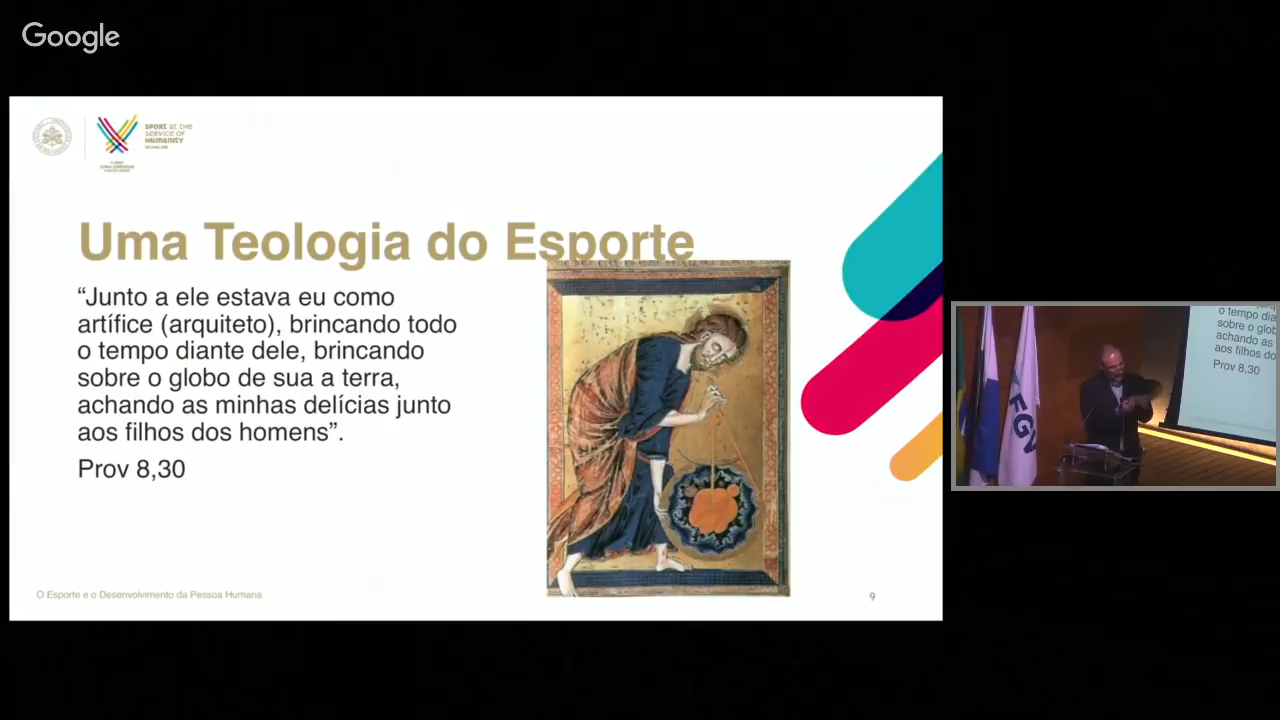 Google
SPORT at THE
SERVICE OF
HUMANITY
Uma Teologia do Esporte
“Junto a ele estava eu como
artífice (arquiteto), brincando todo
o tempo diante dele, brincando
sobre o globo de sua a terra,
achando as minhas delícias junto
aos filhos dos homens”.
Prov 8,30
O Esporte e o Desenvolvimento da Pessoa Humana
9
FGV
o tempo dia
sobre o glob
achando as
aos filhos do
Prov 8,30